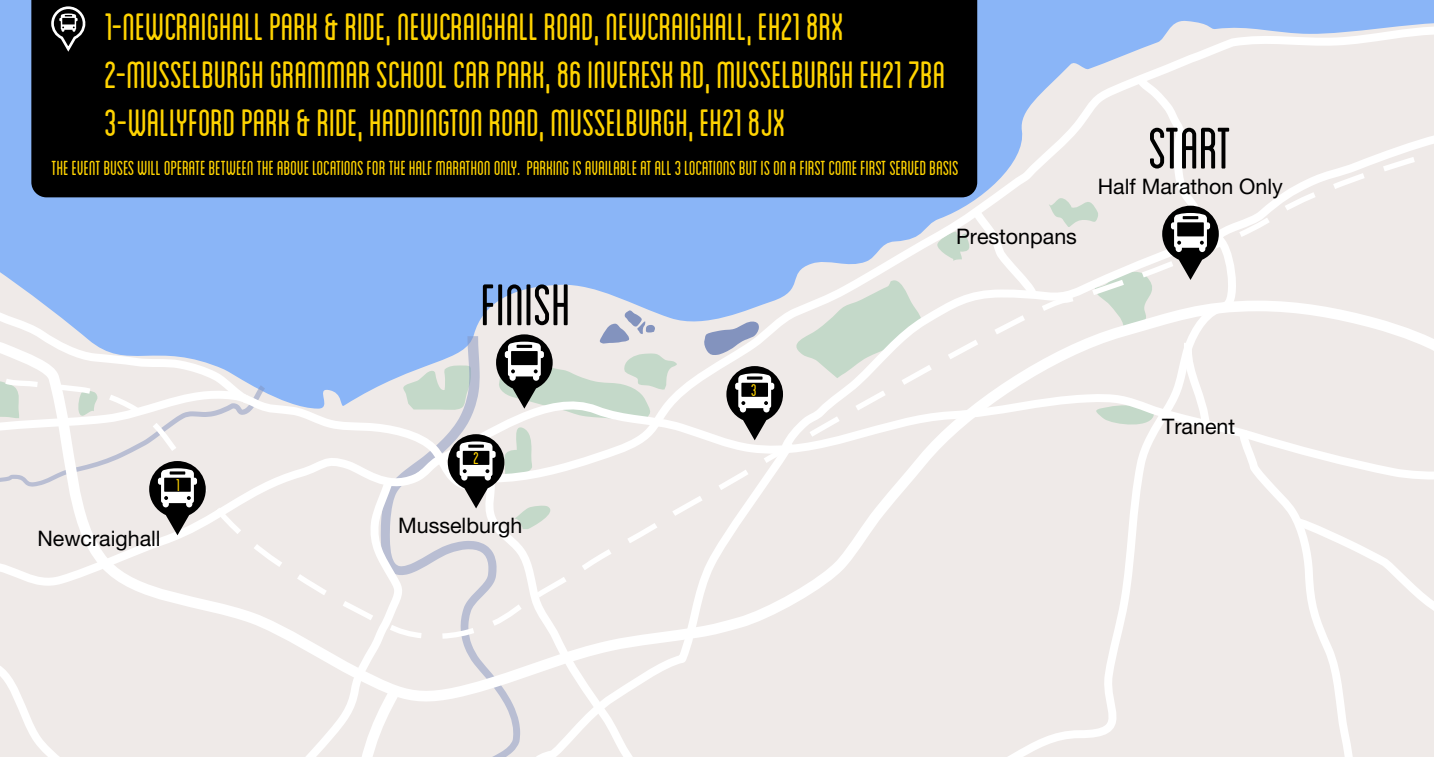 1-NEWCRAIGHALL PARK & RIDE, NEWCRAIGHALL ROAD, NEWCRAIGHALL, EH21 8RX
2-MUSSELBURGH GRAMMAR SCHOOL CAR PARK, 86 INVERESK RD, MUSSELBURGH EH21 7BA
3-WALLYFORD PARK & RIDE, HADDINGTON ROAD, MUSSELBURGH, EH21 8JX
THE EVENT BUSES WILL OPERATE BETWEEN THE ABOVE LOCATIONS FOR THE HALF MARATHON ONLY. PARKING IS AVAILABLE AT ALL 3 LOCATIONS BUT IS ON A FIRST COME FIRST SERVED BASIS
START
Half Marathon Only
Prestonpans
FINISH
3
Tranent
2
1
Musselburgh
Newcraighall